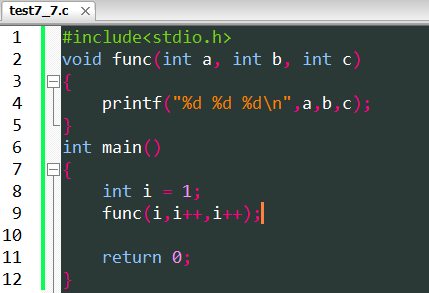 test7_7.c ×
1 #include<stdio.h>
2 void func(int a, int b, int c)
3 {
4     printf("%d %d %d\n",a,b,c);
5 }
6 int main()
7 {
8     int i = 1;
9     func(i,i++,i++);
10
11     return 0;
12 }